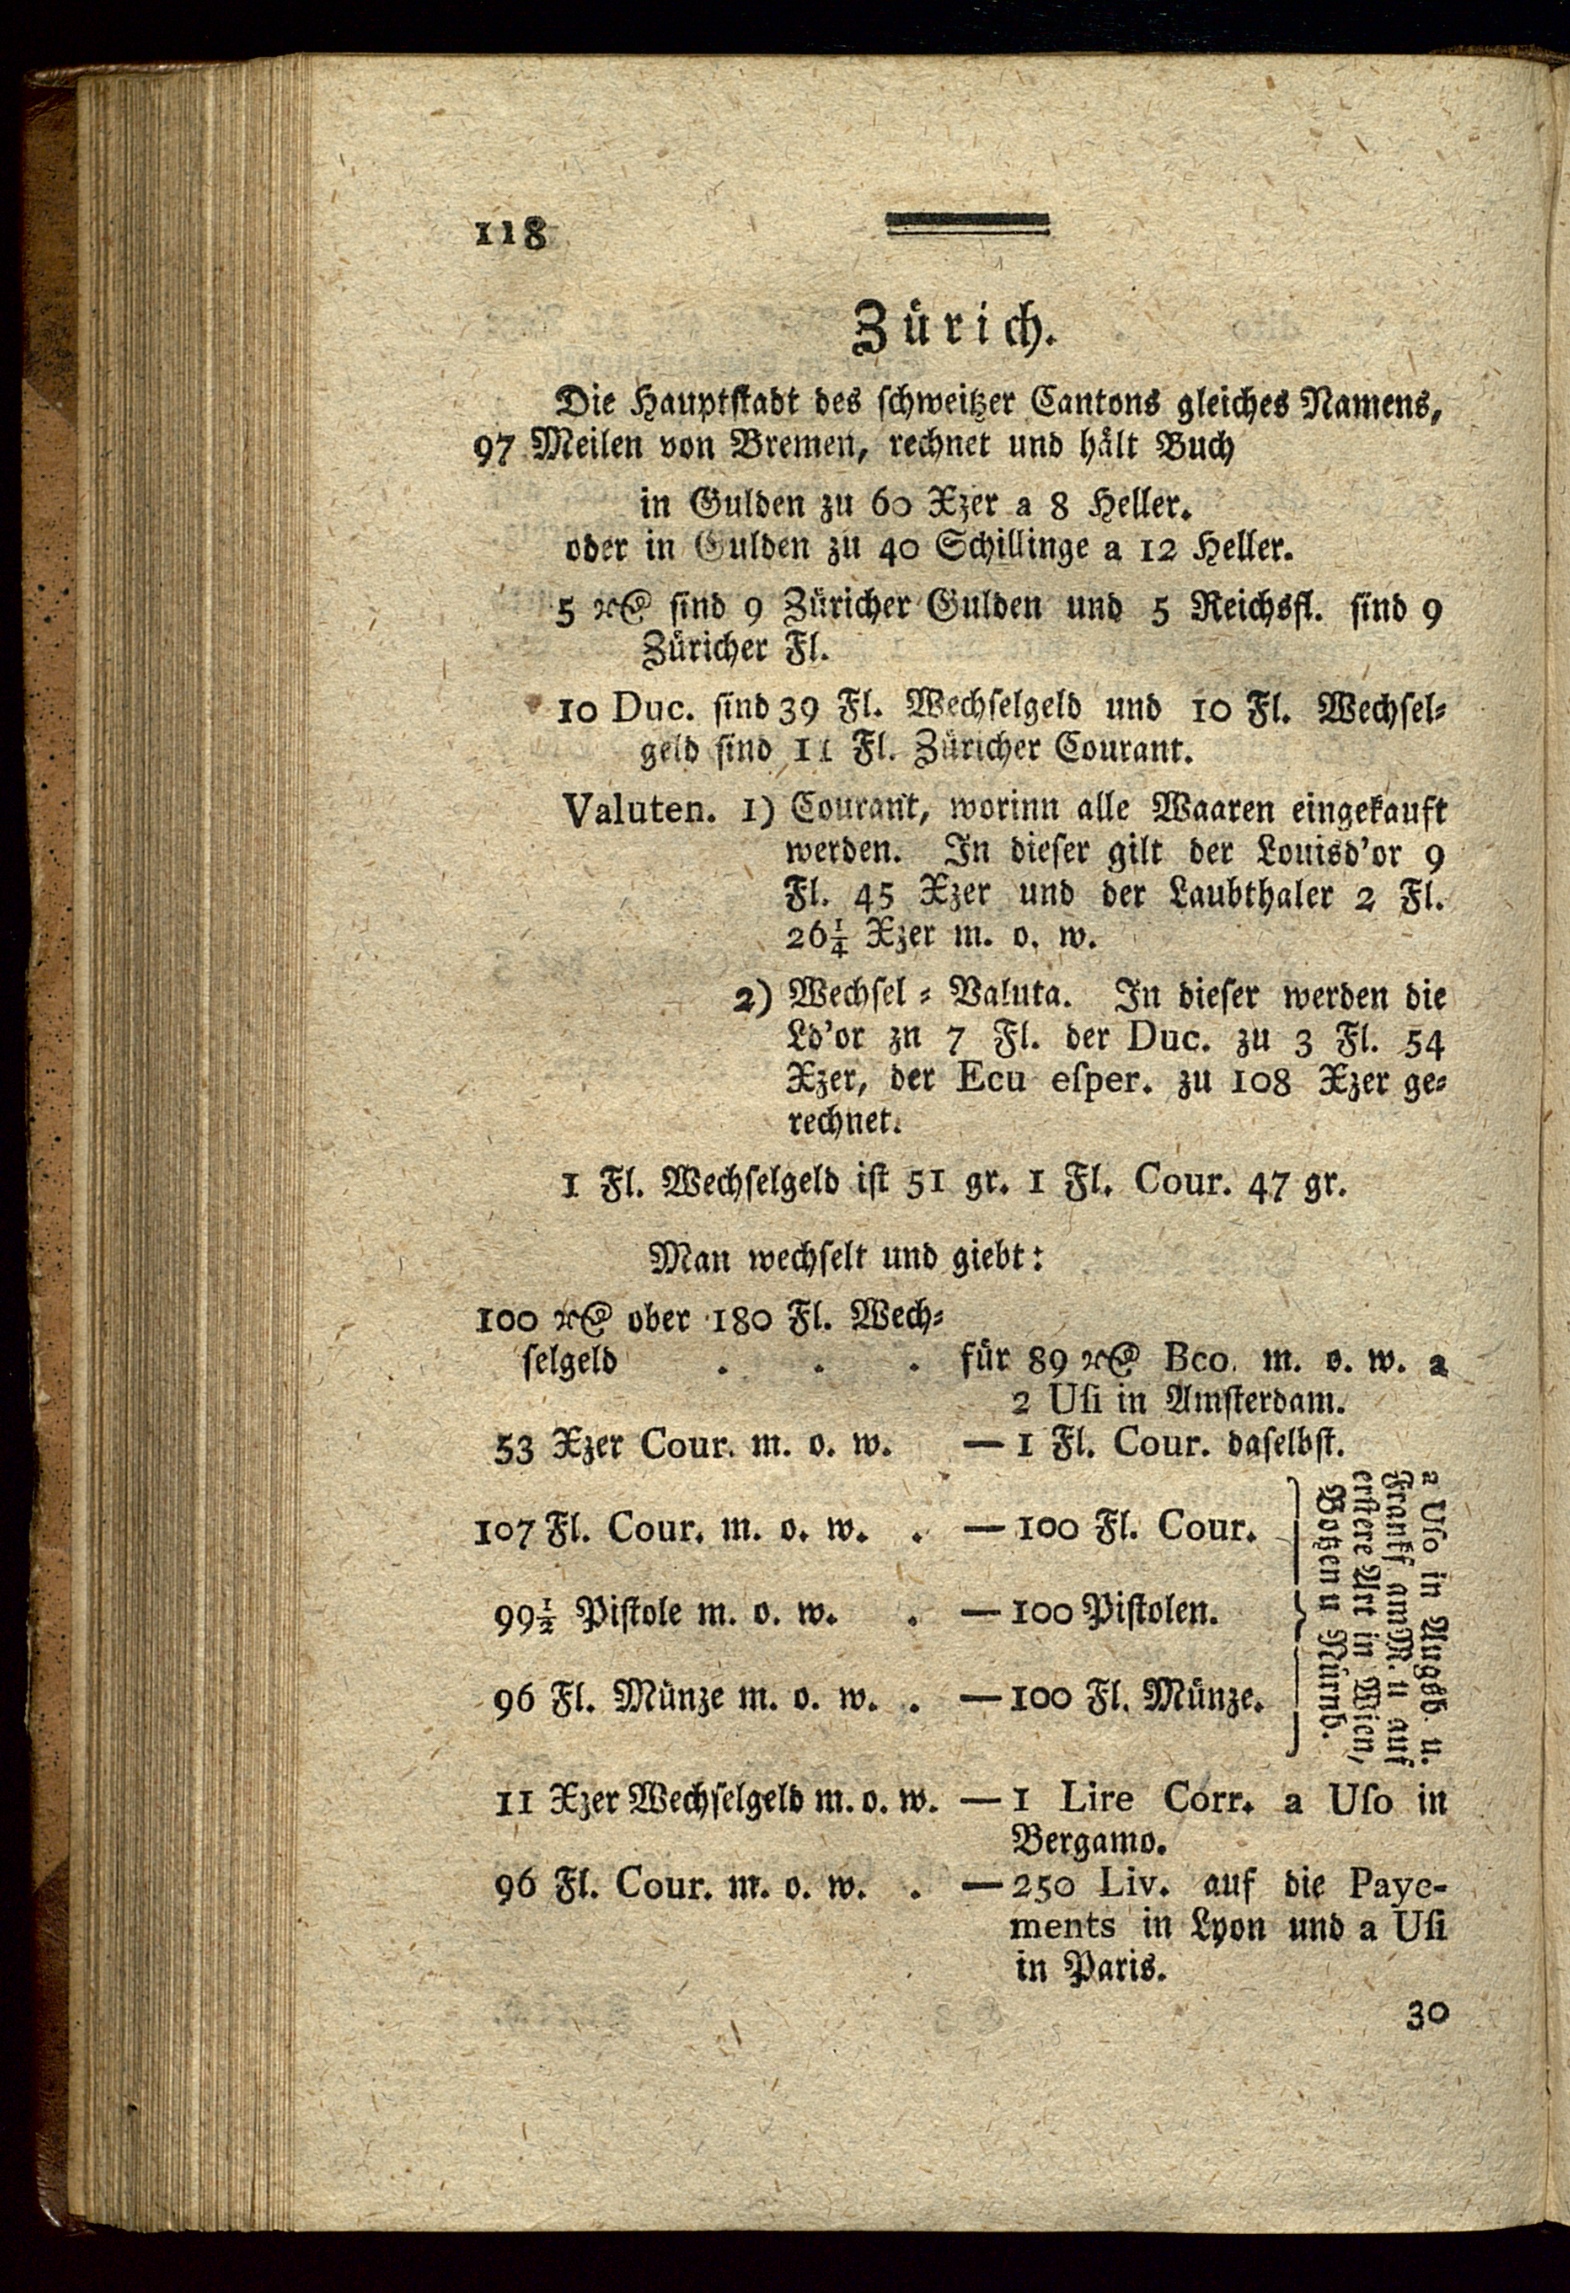 118
Zürich.
Die Hauptstadt des schweitzer Cantons gleiches Namens,
97 Meilen von Bremen, rechnet und hält Buch
in Gulden zu 60 Xzer a 8 Heller.
oder in Gulden zu 40 Schillinge a 12 Heller.
5 sind 9 Züricher Gulden und 5 Reichsfl. sind 9
Züricher Fl.
10 Duc. sind 39 Fl. Wechselgeld und 10 Fl. Wechsel-
geld sind 11 Fl. Züricher Courant.
Valuten. 1) Courant, worinn alle Waaren eingekauft
werden. In dieser gilt der Louisd'or 9
Fl. 45 Xzer und der Laubthaler 2 Fl.
26¼ Xzer m. o. w.
2) Wechsel-Valuta. In dieser werden die
Ld'or zn 7 Fl. der Duc. zu 3 Fl. 54
Xzer, der Ecu esper. zu 108 Xzer ge-
rechnet.
1 Fl. Wechselgeld ist 51 gr. 1 Fl. Cour. 47 gr.
Man wechselt und giebt:
100 ober 180 Fl. Wech-
selgeld . . . für 89 Bco. m. o. w. a
2 Usi in Amsterdam.
53 Xzer Cour. m. o. w. — 1 Fl. Cour. daselbst.
107 Fl. Cour. m. o. w. . — 100 Fl. Cour.
99½ Pistole m. o. w. . — 100 Pistolen.
96 Fl. Münze m. o. w. . — 100 Fl. Münze.
a Uso in Augsb. u.
Frankf. am M. u auf
erstere Art in Wien,
Botzen u Nürnb.
11 Xzer Wechselgeld m. o. w. — 1 Lire Corr. a Uso in
Bergamo.
96 Fl. Cour. m. o. w. . — 250 Liv. auf die Paye-
ments in Lyon und a Usi
in Paris.
30